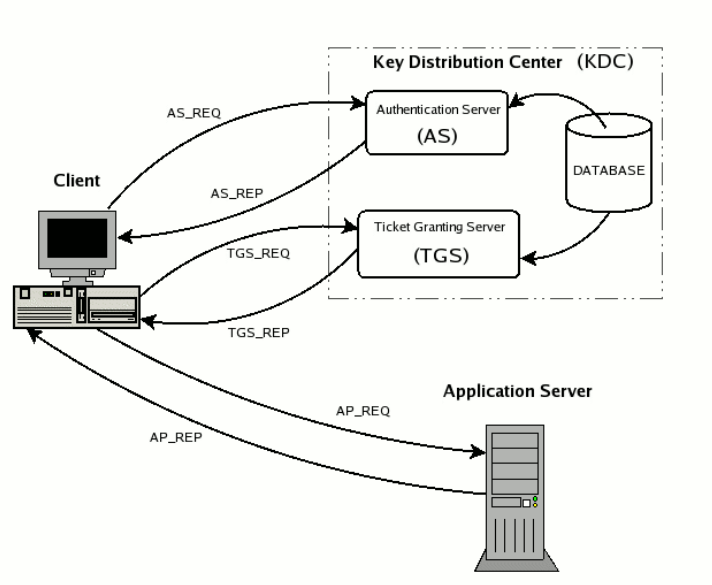 Key Distribution Center (KDC)
AS_REQ
Authentication Server
(AS)
DATABASE
Client
AS_REP
Ticket Granting Server
(TGS)
TGS_REQ
TGS_REP
Application Server
AP_REQ
AP_REP